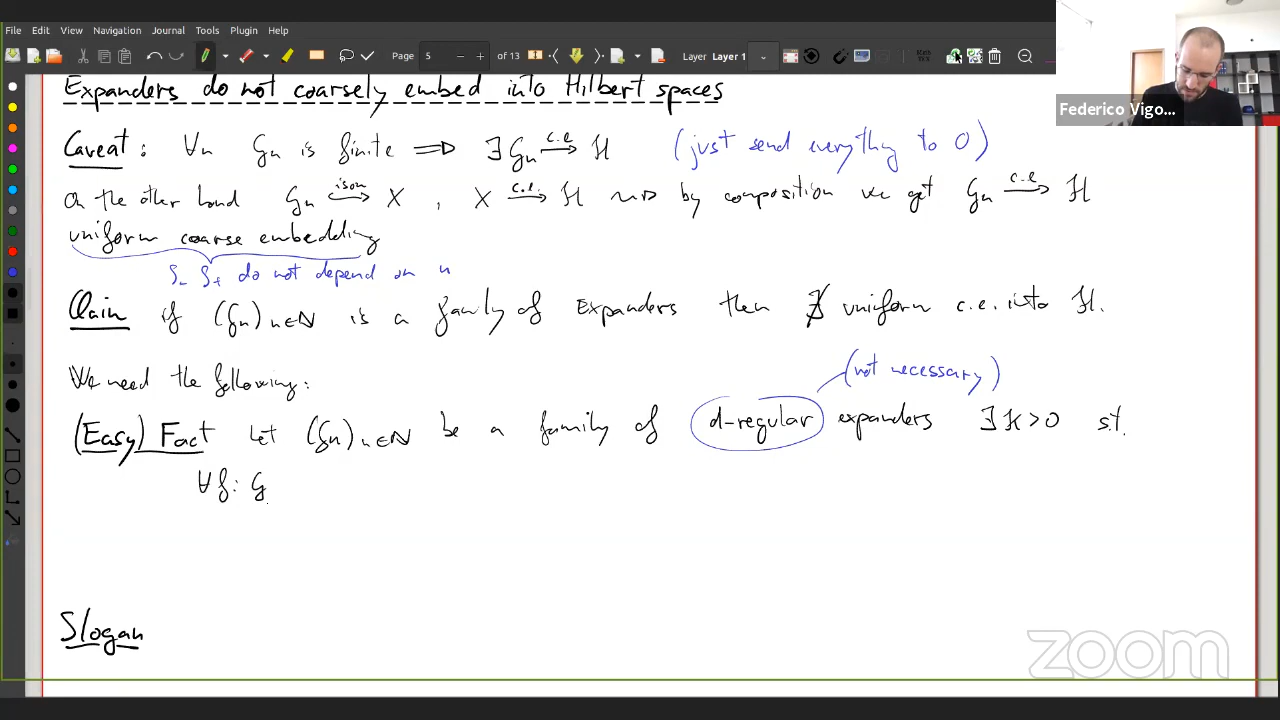 File Edit View Navigation Journal Tools Plugin Help
Page 5 of 13 Layer Layer 1
Federico Vigo...
Expanders do not coarsely embed into Hilbert spaces
Caveat: ∀n Gn is finite ⟹ ∃ Gn →^{c.e} H (just send everything to 0)
On the other hand Gn ↪^{isom} X , X →^{c.e.} H ⇝ by composition we get Gn →^{c.e} H
uniform coarse embedding
ρ₋ ρ₊ do not depend on n
Claim if (Gn)n∈ℕ is a family of expanders then ∄ uniform c.e. into H.
We need the following:
(not necessary)
(Easy) Fact Let (Gn)n∈ℕ be a family of d-regular expanders ∃ K > 0 s.t.
∀ f: G
Slogan
zoom